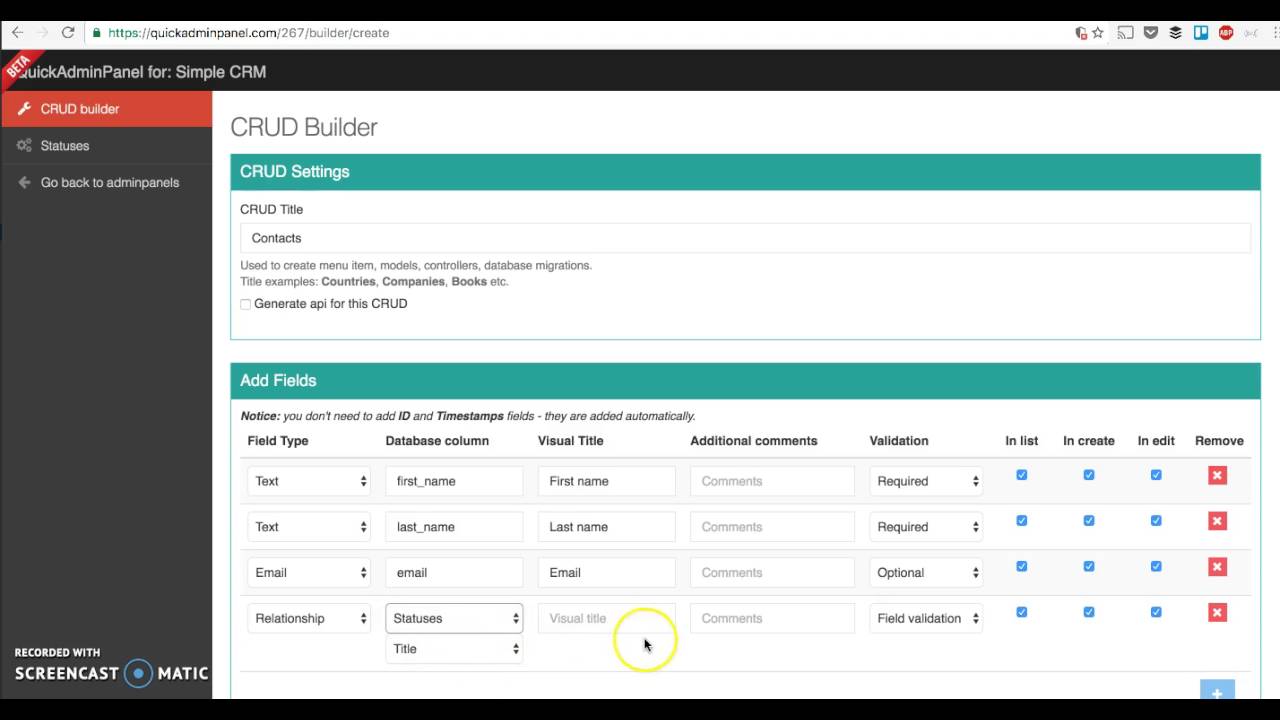 https://quickadminpanel.com/267/builder/create
ABP
BETA
QuickAdminPanel for: Simple CRM
CRUD builder
Statuses
Go back to adminpanels
CRUD Builder
CRUD Settings
CRUD Title
Contacts
Used to create menu item, models, controllers, database migrations.
Title examples: Countries, Companies, Books etc.
Generate api for this CRUD
Add Fields
Notice: you don't need to add ID and Timestamps fields - they are added automatically.
Field Type Database column Visual Title Additional comments Validation In list In create In edit Remove
Text first_name First name Comments Required
Text last_name Last name Comments Required
Email email Email Comments Optional
Relationship Statuses Visual title Comments Field validation
Title
RECORDED WITH
SCREENCAST MATIC